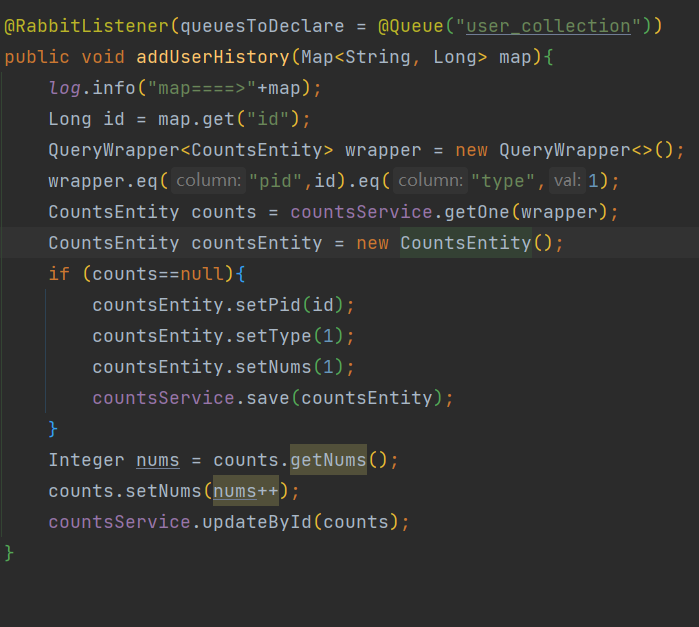 @RabbitListener(queuesToDeclare = @Queue("user_collection"))
public void addUserHistory(Map<String, Long> map){
log.info("map====>"+map);
Long id = map.get("id");
QueryWrapper<CountsEntity> wrapper = new QueryWrapper<>();
wrapper.eq( column: "pid",id).eq( column: "type", val: 1);
CountsEntity counts = countsService.getOne(wrapper);
CountsEntity countsEntity = new CountsEntity();
if (counts==null){
countsEntity.setPid(id);
countsEntity.setType(1);
countsEntity.setNums(1);
countsService.save(countsEntity);
}
Integer nums = counts.getNums();
counts.setNums(nums++);
countsService.updateById(counts);
}